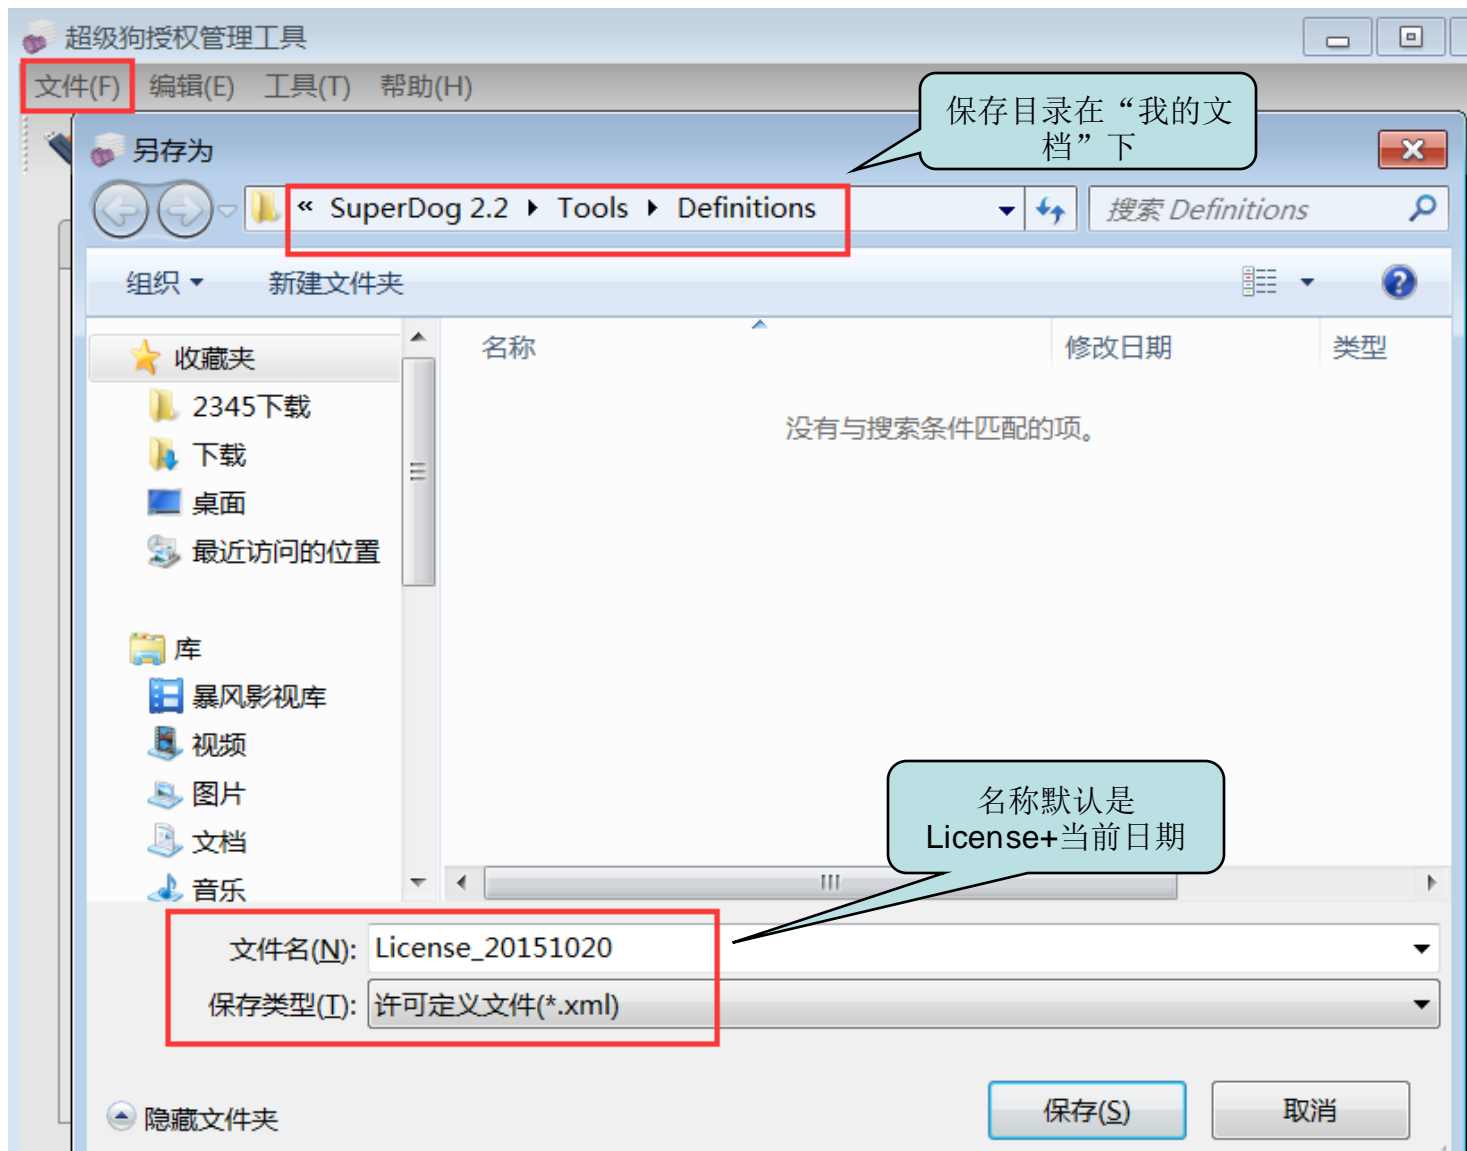 超级狗授权管理工具
文件(F) 编辑(E) 工具(T) 帮助(H)
保存目录在“我的文
档”下
另存为
« SuperDog 2.2 Tools Definitions
搜索 Definitions
组织 新建文件夹
收藏夹
名称 修改日期 类型
2345下载
没有与搜索条件匹配的项。
下载
桌面
最近访问的位置
库
暴风影视库
视频
图片
文档
音乐
名称默认是
License+当前日期
文件名(N): License_20151020
保存类型(T): 许可定义文件(*.xml)
隐藏文件夹
保存(S) 取消